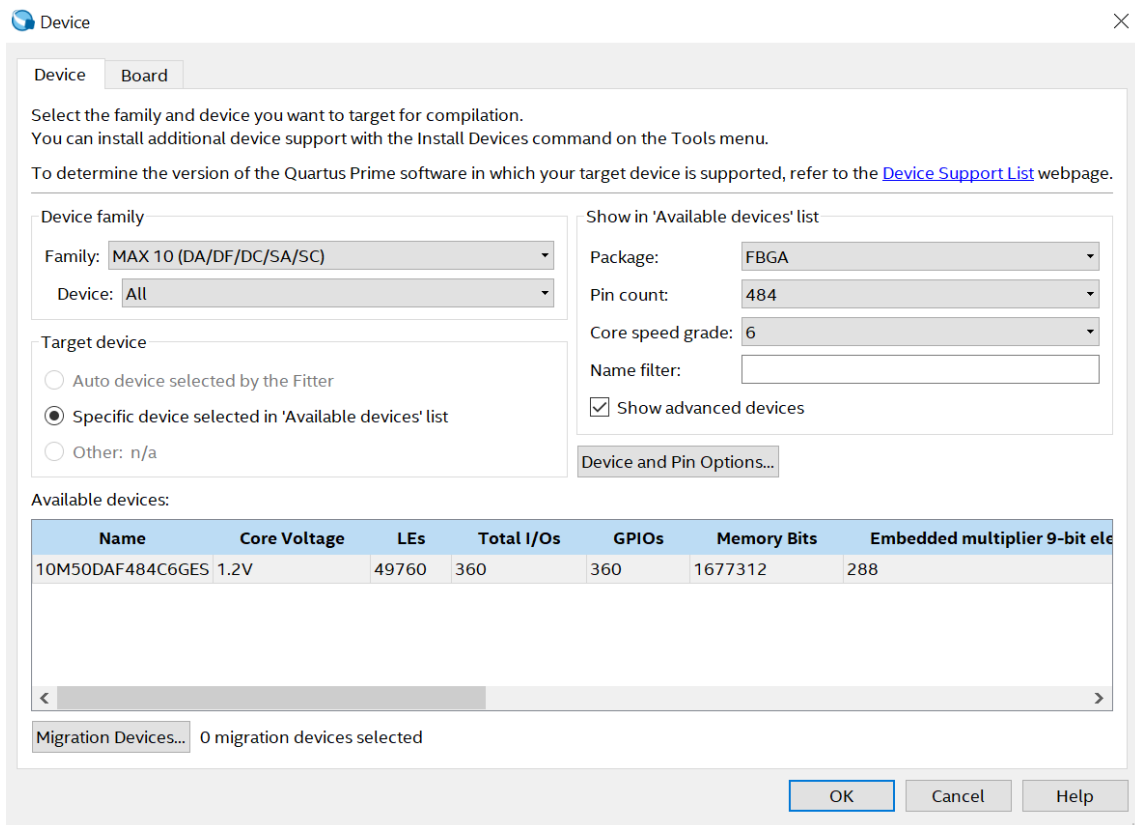 Device
Device Board
Select the family and device you want to target for compilation.
You can install additional device support with the Install Devices command on the Tools menu.
To determine the version of the Quartus Prime software in which your target device is supported, refer to the Device Support List webpage.
Device family
Family: MAX 10 (DA/DF/DC/SA/SC)
Device: All
Target device
Auto device selected by the Fitter
Specific device selected in 'Available devices' list
Other: n/a
Show in 'Available devices' list
Package: FBGA
Pin count: 484
Core speed grade: 6
Name filter:
Show advanced devices
Device and Pin Options...
Available devices:
Name Core Voltage LEs Total I/Os GPIOs Memory Bits Embedded multiplier 9-bit ele
10M50DAF484C6GES 1.2V 49760 360 360 1677312 288
Migration Devices... 0 migration devices selected
OK Cancel Help